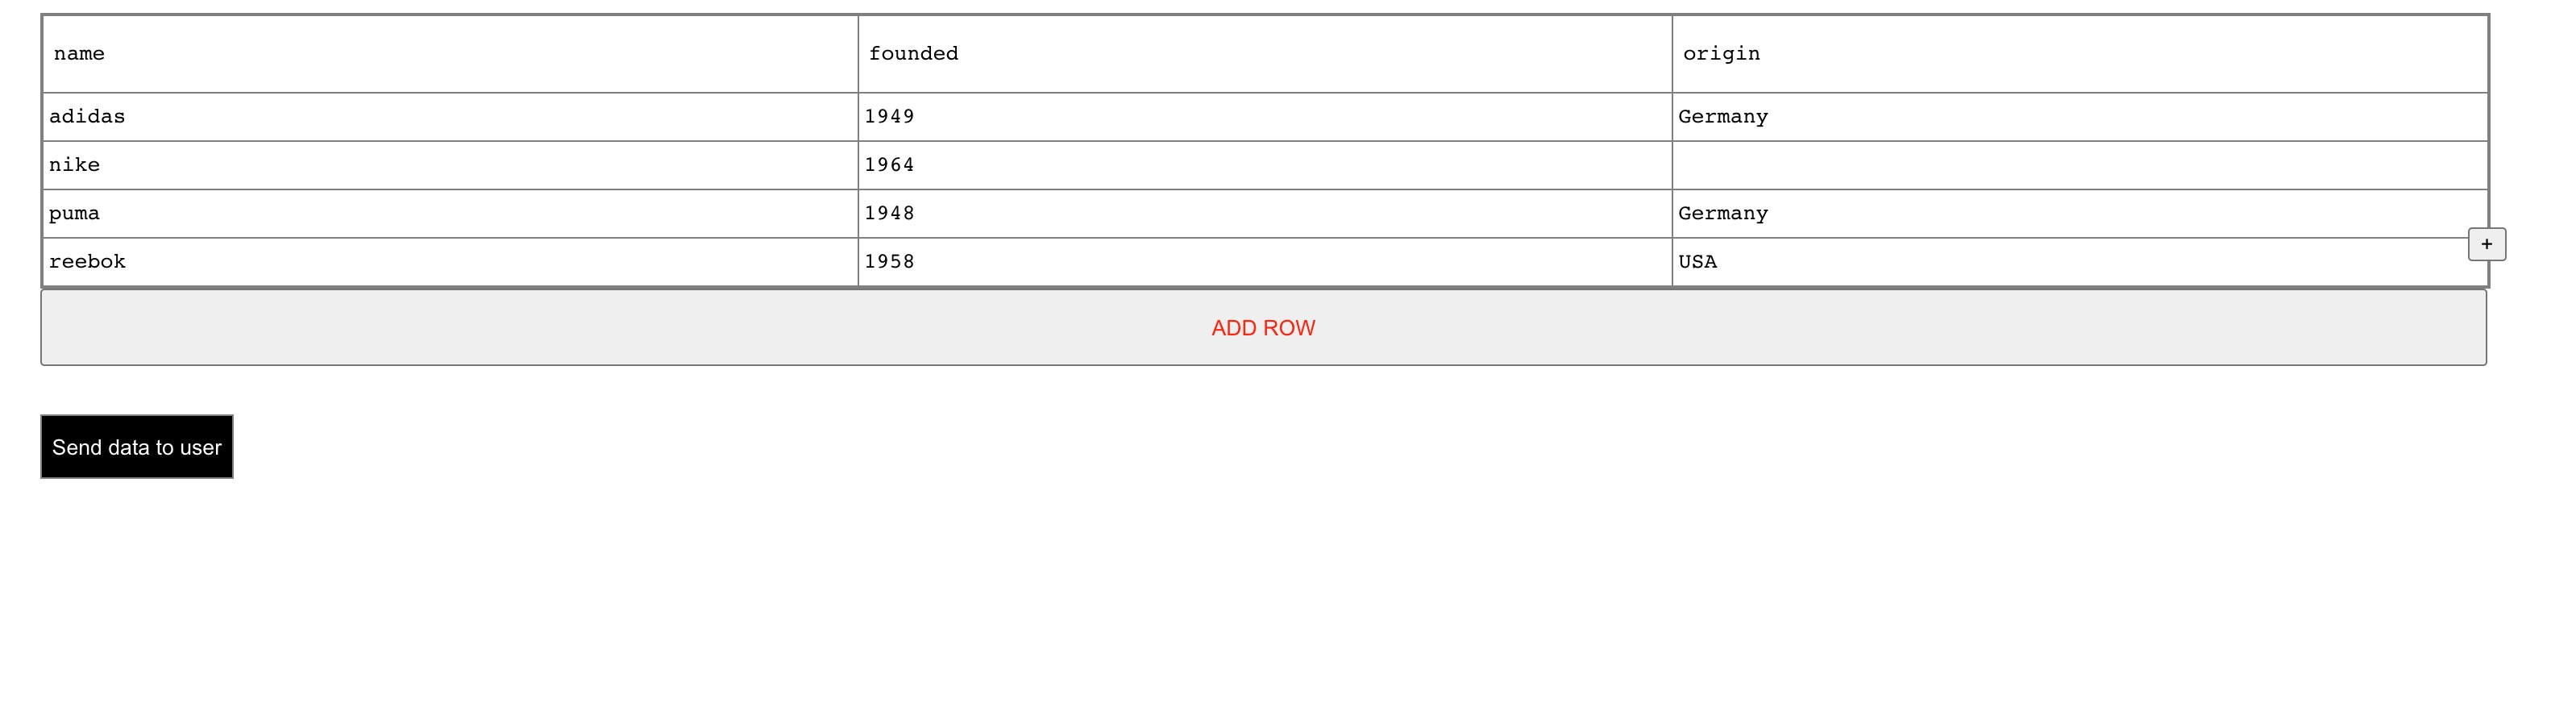 name founded origin
adidas 1949 Germany
nike 1964
puma 1948 Germany
+
reebok 1958 USA
ADD ROW
Send data to user